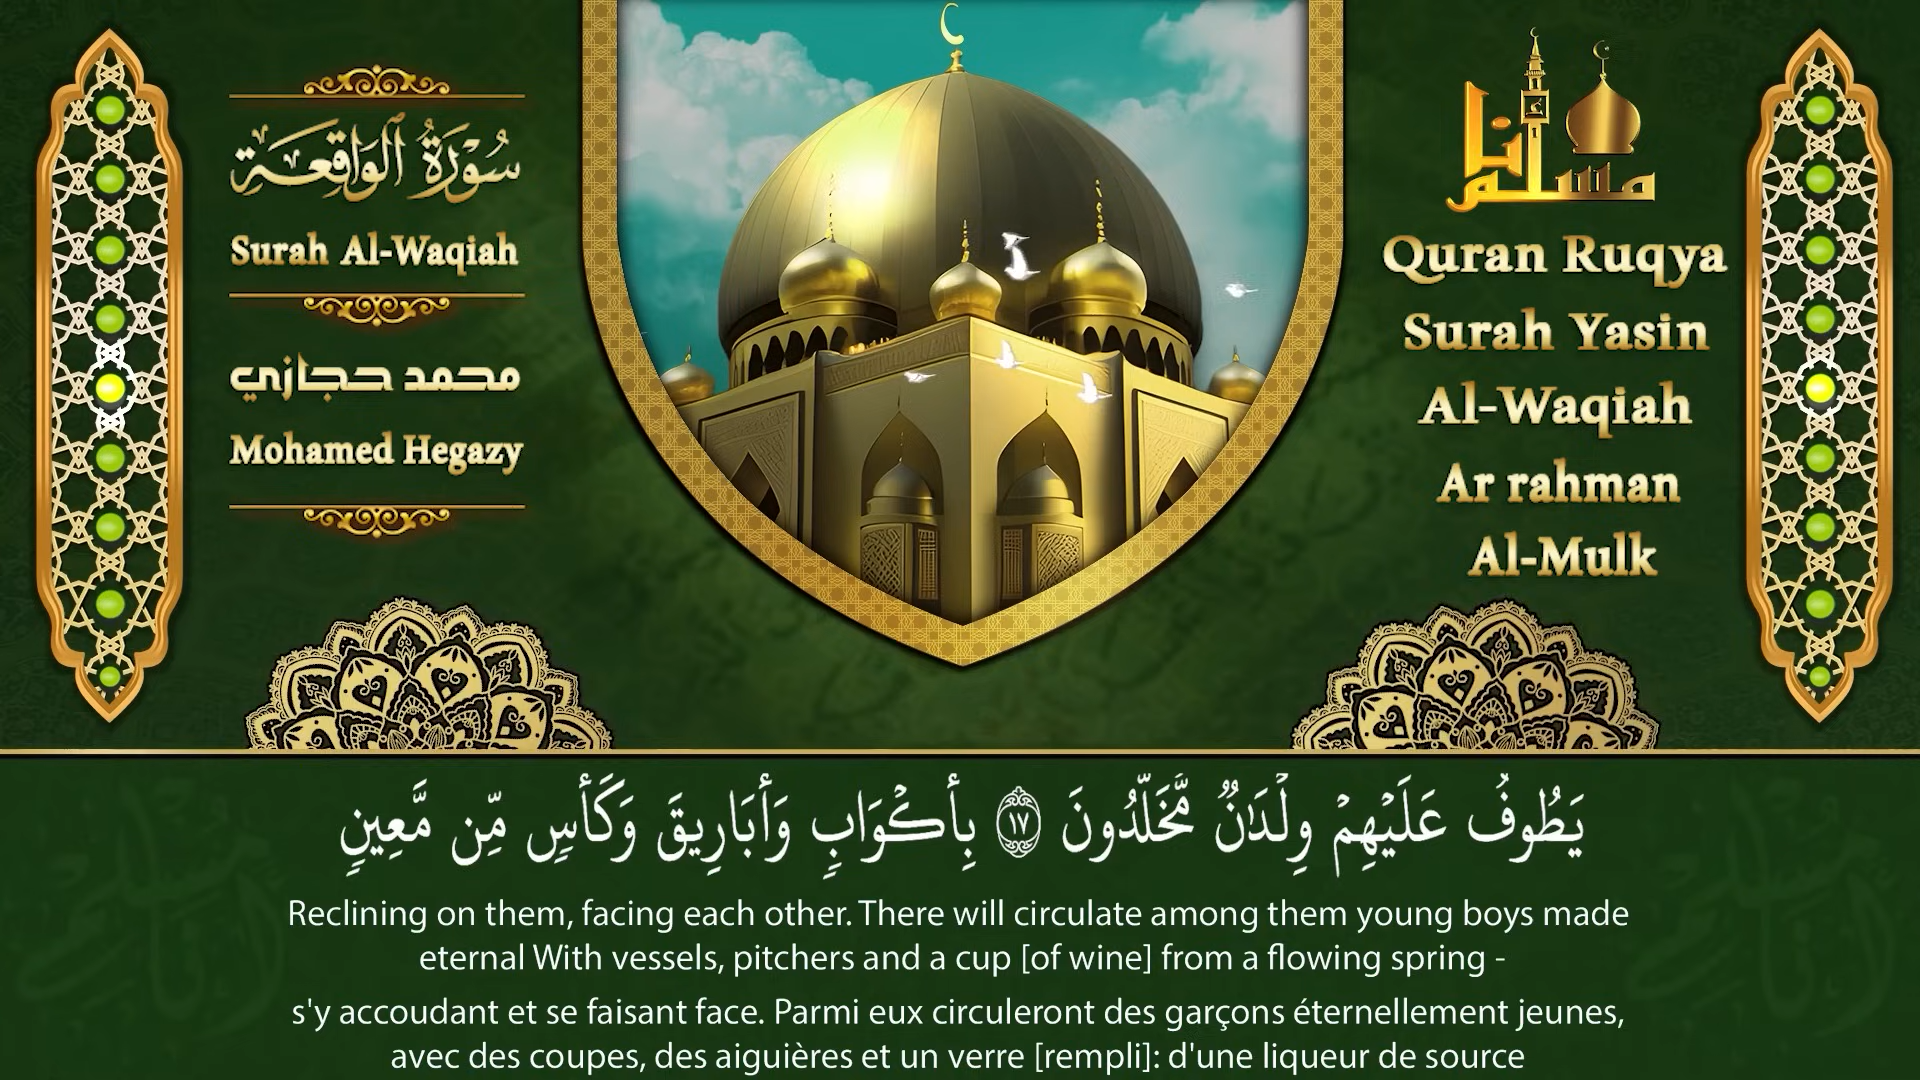 سُورَةُ الْوَاقِعَة
Surah Al-Waqiah
محمد حجازي
Mohamed Hegazy
أنا
مسلم
Quran Ruqya
Surah Yasin
Al-Waqiah
Ar rahman
Al-Mulk
يَطُوفُ عَلَيْهِمْ وِلْدَٰنٌ مُّخَلَّدُونَ ١٧ بِأَكْوَابٍ وَأَبَارِيقَ وَكَأْسٍ مِّن مَّعِينٍ
Reclining on them, facing each other. There will circulate among them young boys made
eternal With vessels, pitchers and a cup [of wine] from a flowing spring -
s'y accoudant et se faisant face. Parmi eux circuleront des garçons éternellement jeunes,
avec des coupes, des aiguières et un verre [rempli]: d'une liqueur de source